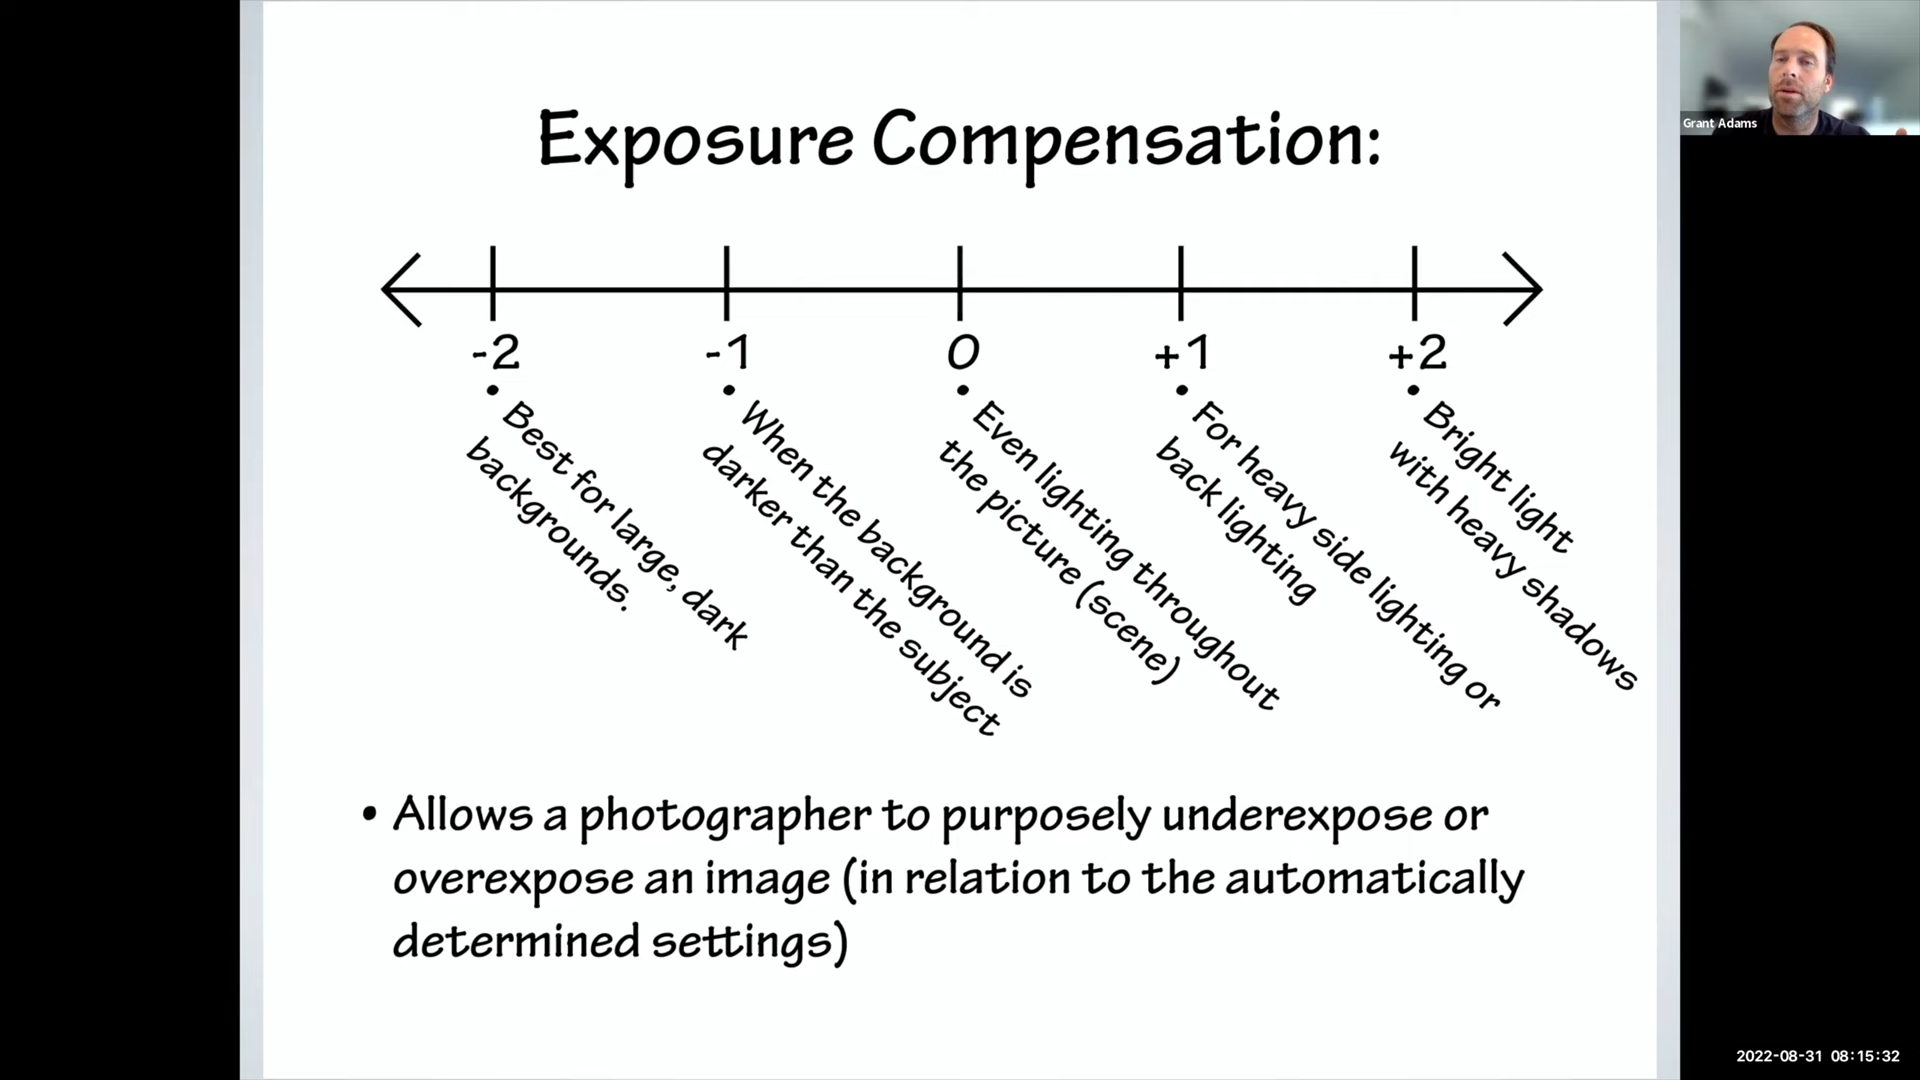 Exposure Compensation:
-2
-1
0
+1
+2
• Best for large, dark
backgrounds.
• When the background is
darker than the subject
• Even lighting throughout
the picture (scene)
• For heavy side lighting or
back lighting
• Bright light
with heavy shadows
• Allows a photographer to purposely underexpose or
overexpose an image (in relation to the automatically
determined settings)
Grant Adams
2022-08-31 08:15:32